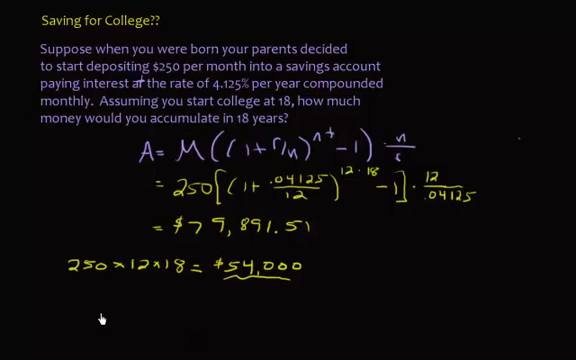 Saving for College??
Suppose when you were born your parents decided
to start depositing $250 per month into a savings account
paying interest at the rate of 4.125% per year compounded
monthly. Assuming you start college at 18, how much
money would you accumulate in 18 years?
A = M((1 + r/n)^nt - 1) · n/r
= 250[(1 + .04125/12)^12·18 - 1] · 12/.04125
= $79,891.51
250 × 12 × 18 = $54,000